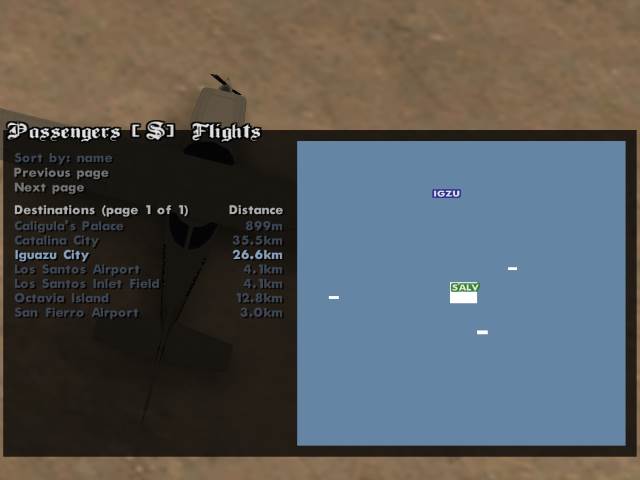 Passengers [ S ] Flights
Sort by: name
Previous page
Next page
Destinations (page 1 of 1) Distance
Caligula's Palace 899m
Catalina City 35.5km
Iguazu City 26.6km
Los Santos Airport 4.1km
Los Santos Inlet Field 4.1km
Octavia Island 12.8km
San Fierro Airport 3.0km
IGZU
SALV